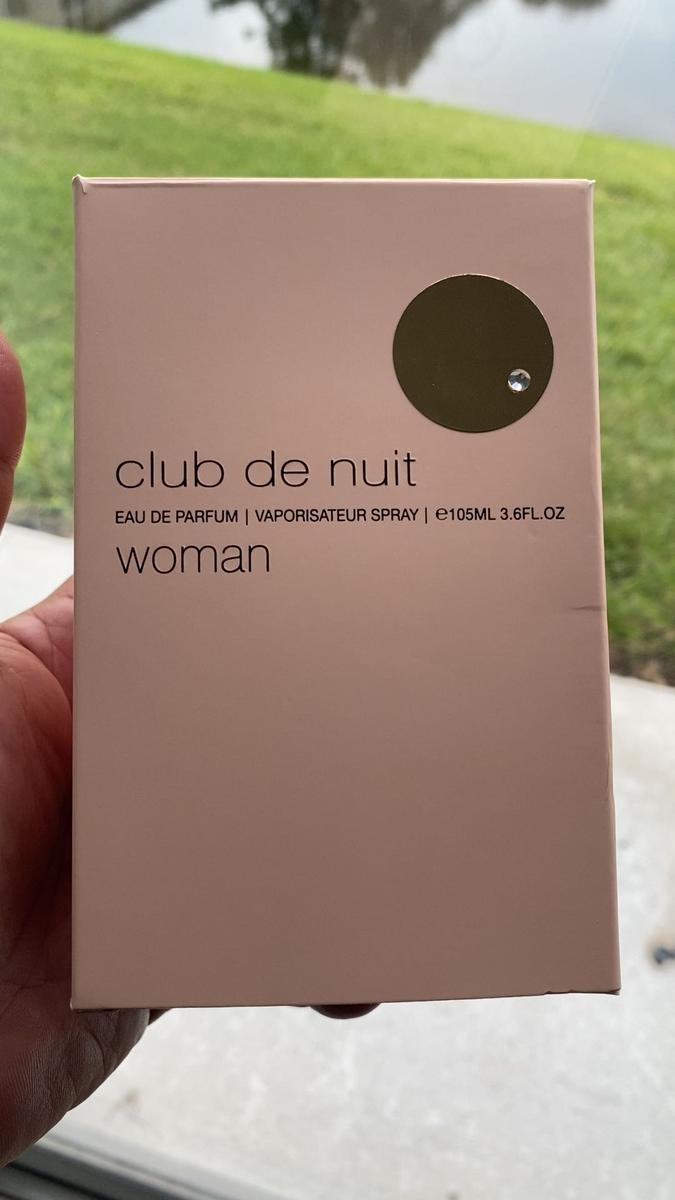 club de nuit
EAU DE PARFUM | VAPORISATEUR SPRAY | ℮105ML 3.6FL.OZ
woman